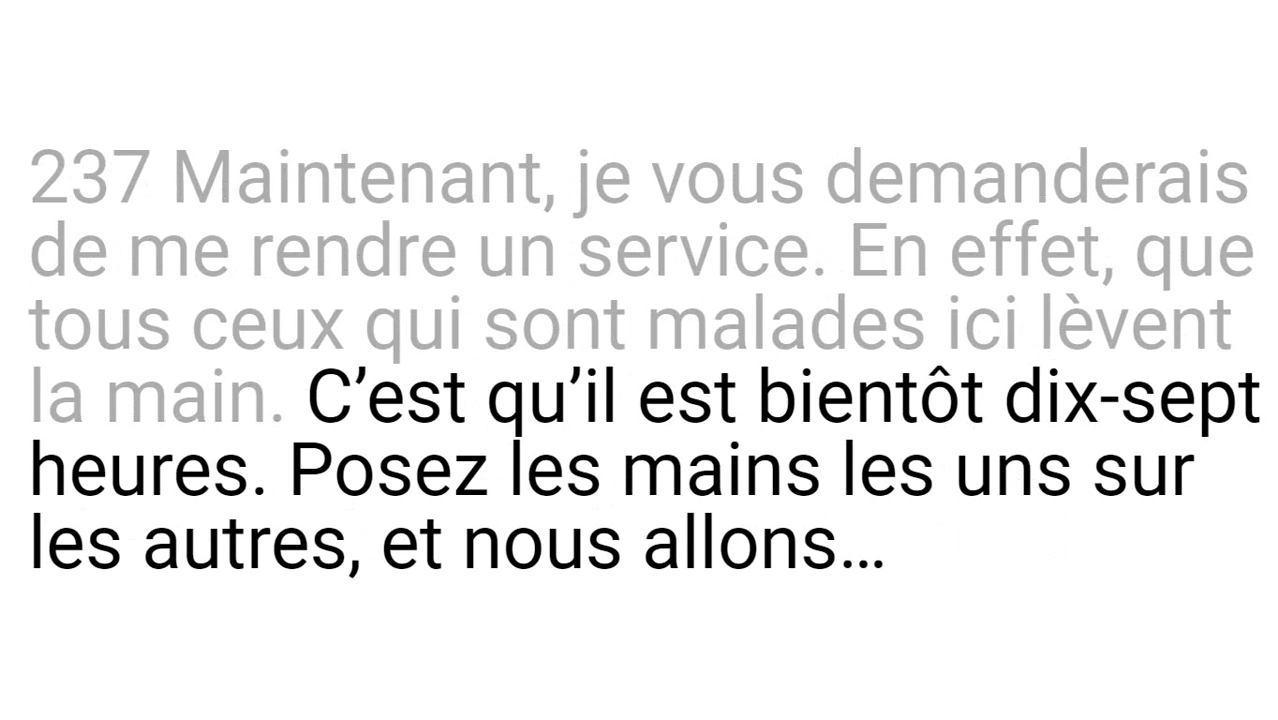 237 Maintenant, je vous demanderais
de me rendre un service. En effet, que
tous ceux qui sont malades ici lèvent
la main. C’est qu’il est bientôt dix-sept
heures. Posez les mains les uns sur
les autres, et nous allons…